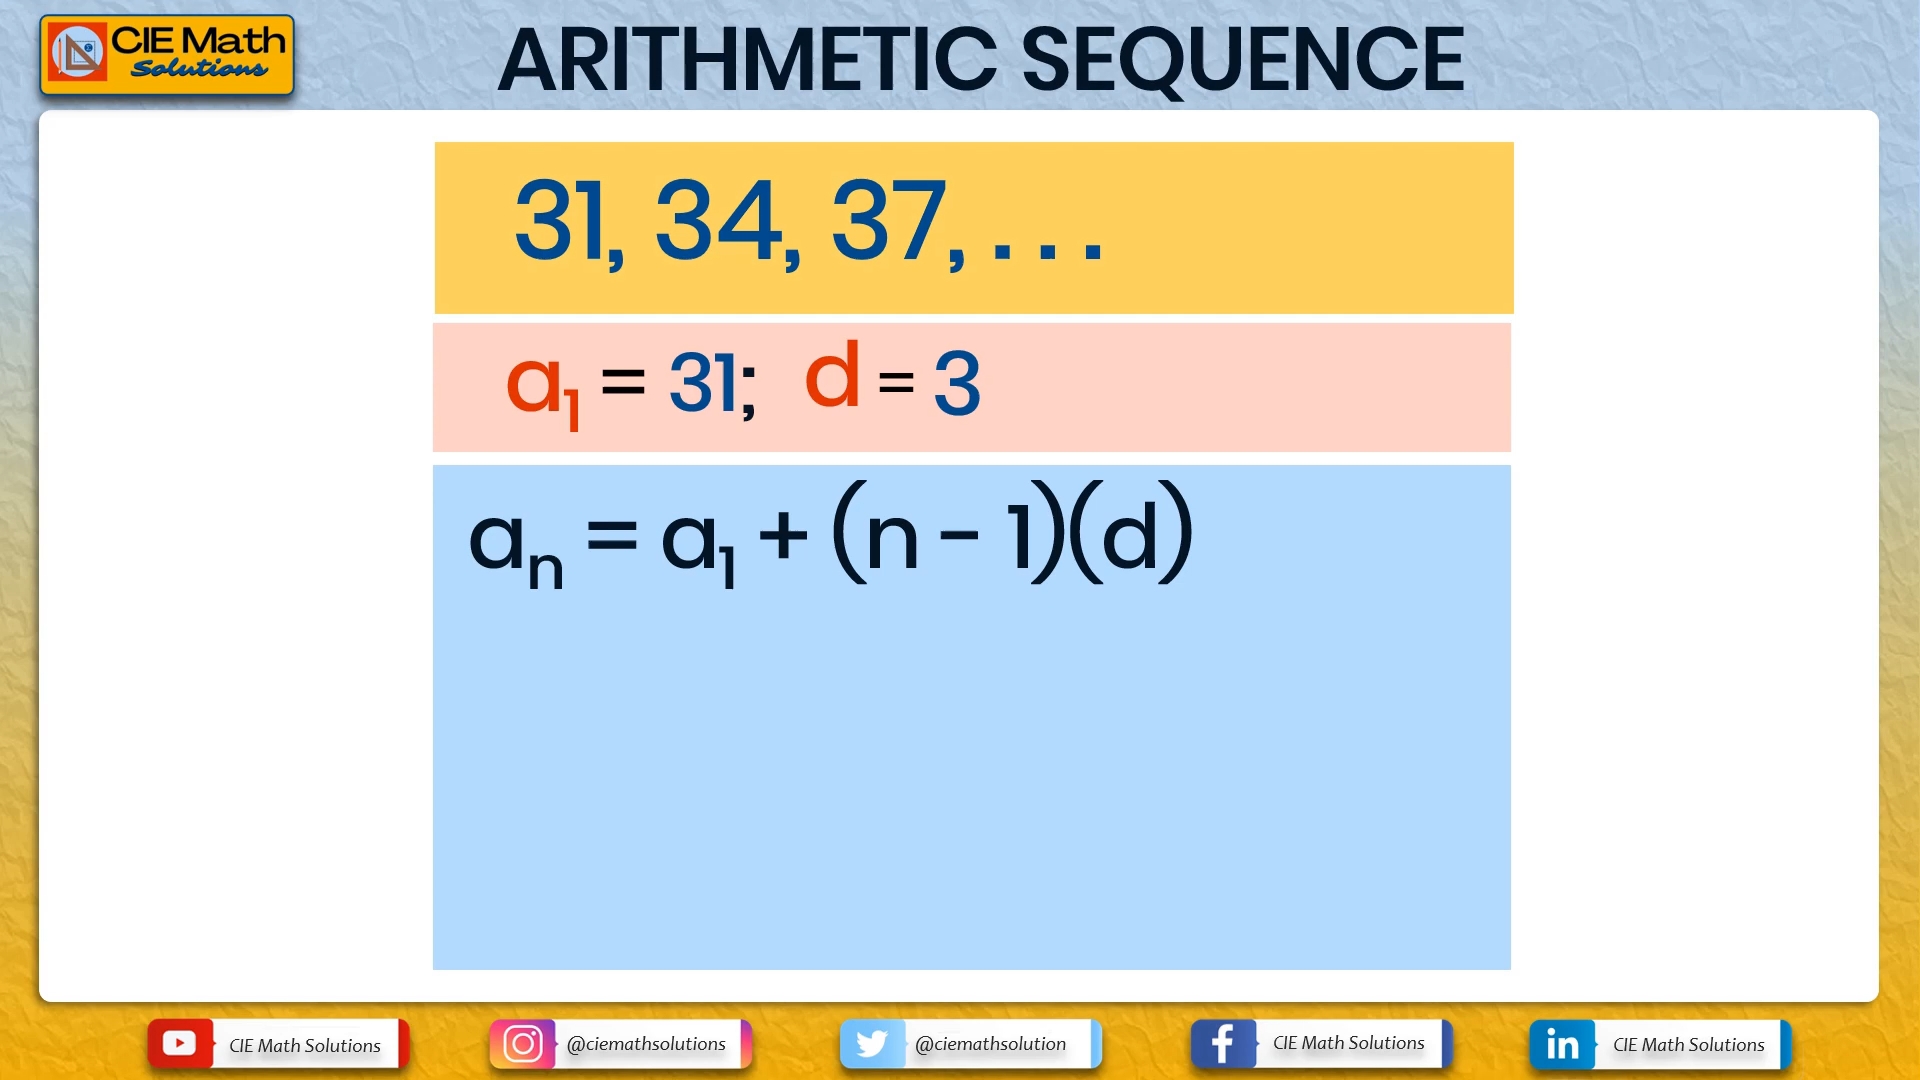 CIE Math
Solutions
ARITHMETIC SEQUENCE
31, 34, 37, . . .
a₁ = 31; d = 3
aₙ = a₁ + (n - 1)(d)
CIE Math Solutions
@ciemathsolutions
@ciemathsolution
CIE Math Solutions
CIE Math Solutions